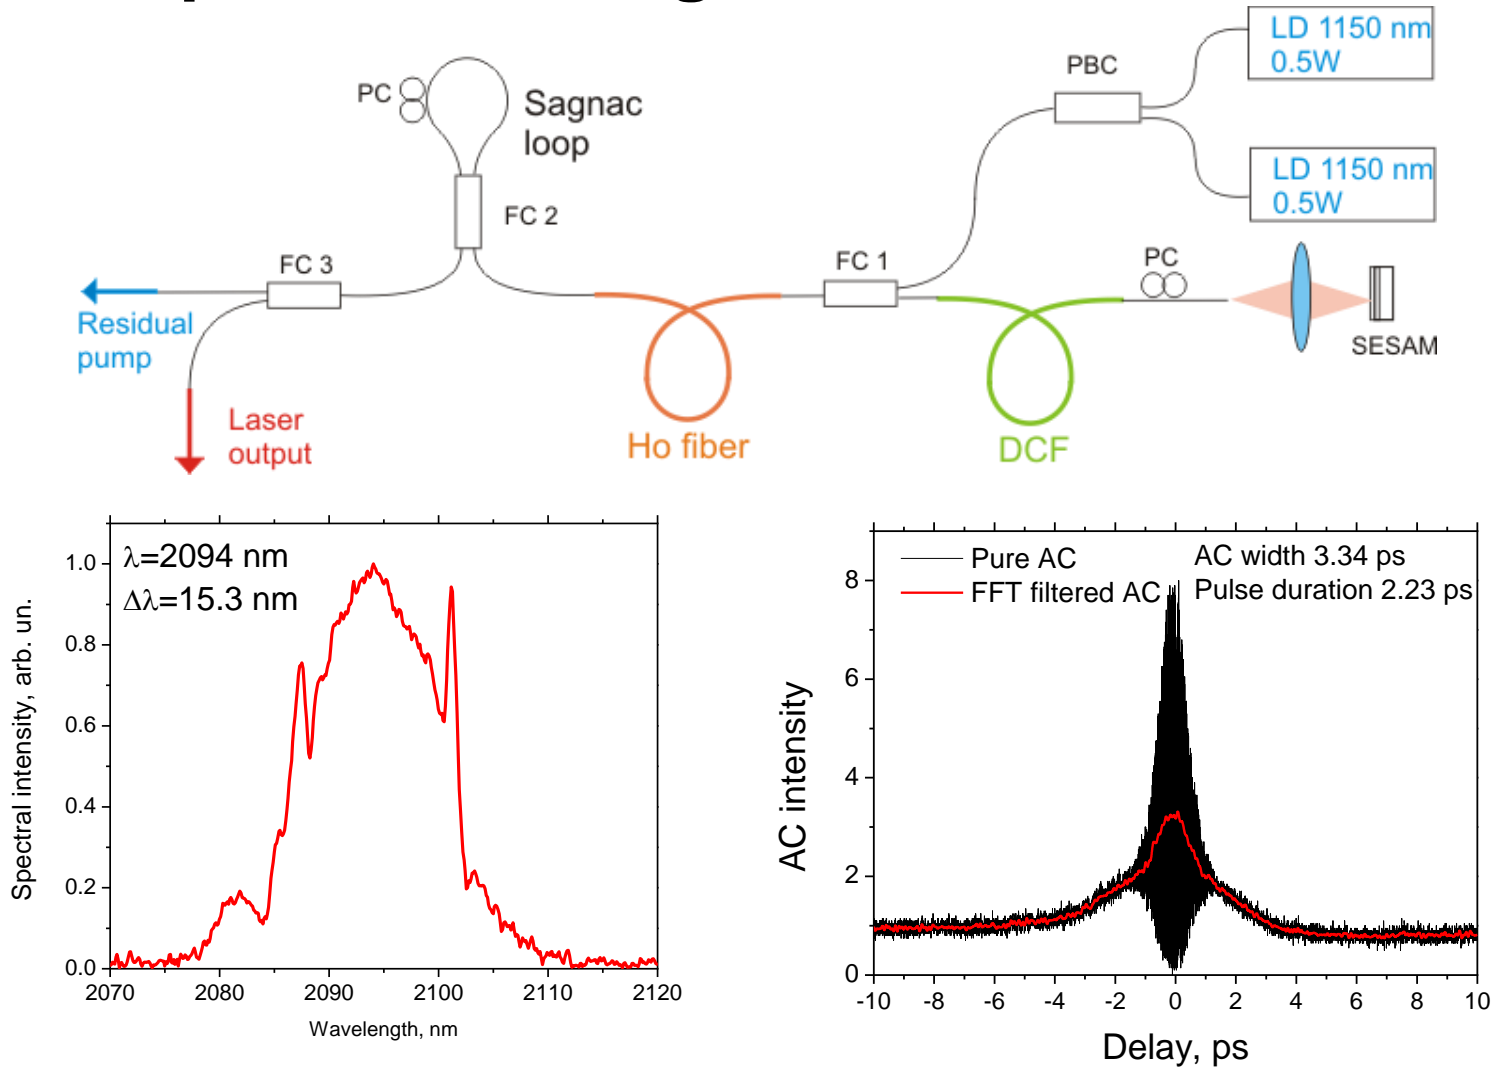 LD 1150 nm
0.5W
PBC
PC
Sagnac
loop
LD 1150 nm
0.5W
FC 2
FC 3
FC 1
PC
Residual
pump
SESAM
Laser
output
Ho fiber
DCF
λ=2094 nm
Δλ=15.3 nm
Spectral intensity, arb. un.
1.0
0.8
0.6
0.4
0.2
0.0
2070 2080 2090 2100 2110 2120
Wavelength, nm
Pure AC
FFT filtered AC
AC width 3.34 ps
Pulse duration 2.23 ps
AC intensity
8
6
4
2
0
-10 -8 -6 -4 -2 0 2 4 6 8 10
Delay, ps